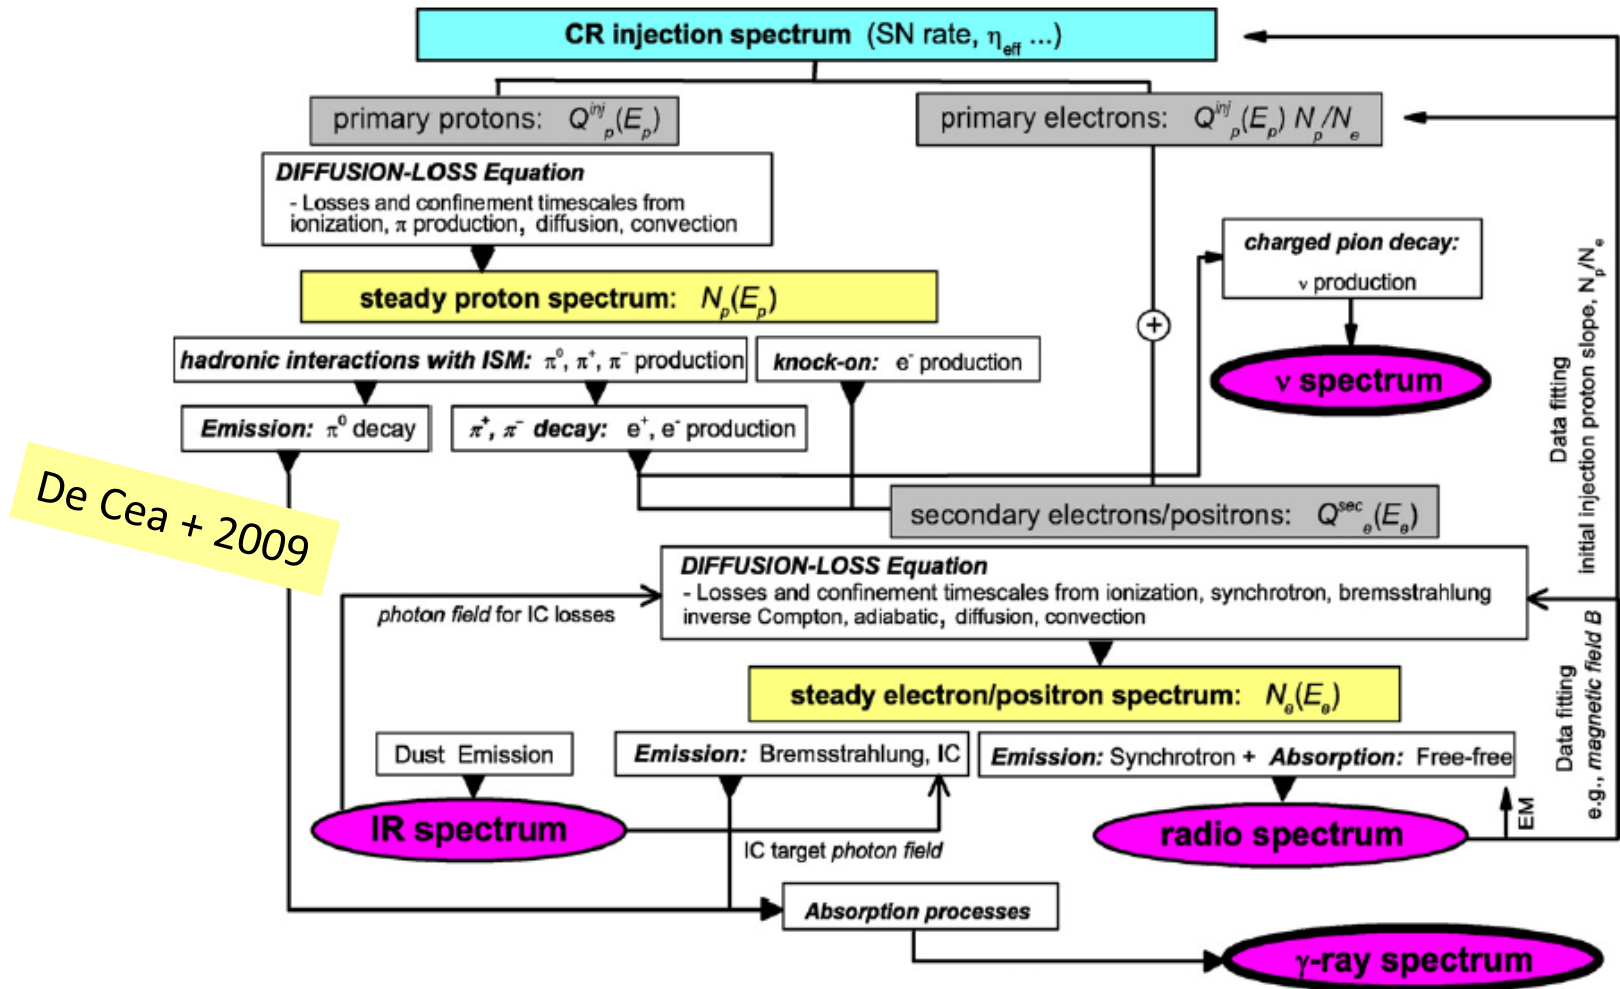 CR injection spectrum (SN rate, η_eff ...)
primary protons: Q^inj_p(E_p)
primary electrons: Q^inj_p(E_p) N_p/N_e
DIFFUSION-LOSS Equation
- Losses and confinement timescales from
ionization, π production, diffusion, convection
steady proton spectrum: N_p(E_p)
charged pion decay:
ν production
ν spectrum
hadronic interactions with ISM: π⁰, π⁺, π⁻ production
knock-on: e⁻ production
+
Emission: π⁰ decay
π⁺, π⁻ decay: e⁺, e⁻ production
De Cea + 2009
secondary electrons/positrons: Q^sec_e(E_e)
Data fitting
initial injection proton slope, N_p/N_e
DIFFUSION-LOSS Equation
- Losses and confinement timescales from ionization, synchrotron, bremsstrahlung
inverse Compton, adiabatic, diffusion, convection
photon field for IC losses
steady electron/positron spectrum: N_e(E_e)
Data fitting
e.g., magnetic field B
Dust Emission
Emission: Bremsstrahlung, IC
Emission: Synchrotron + Absorption: Free-free
IR spectrum
IC target photon field
radio spectrum
EM
Absorption processes
γ-ray spectrum